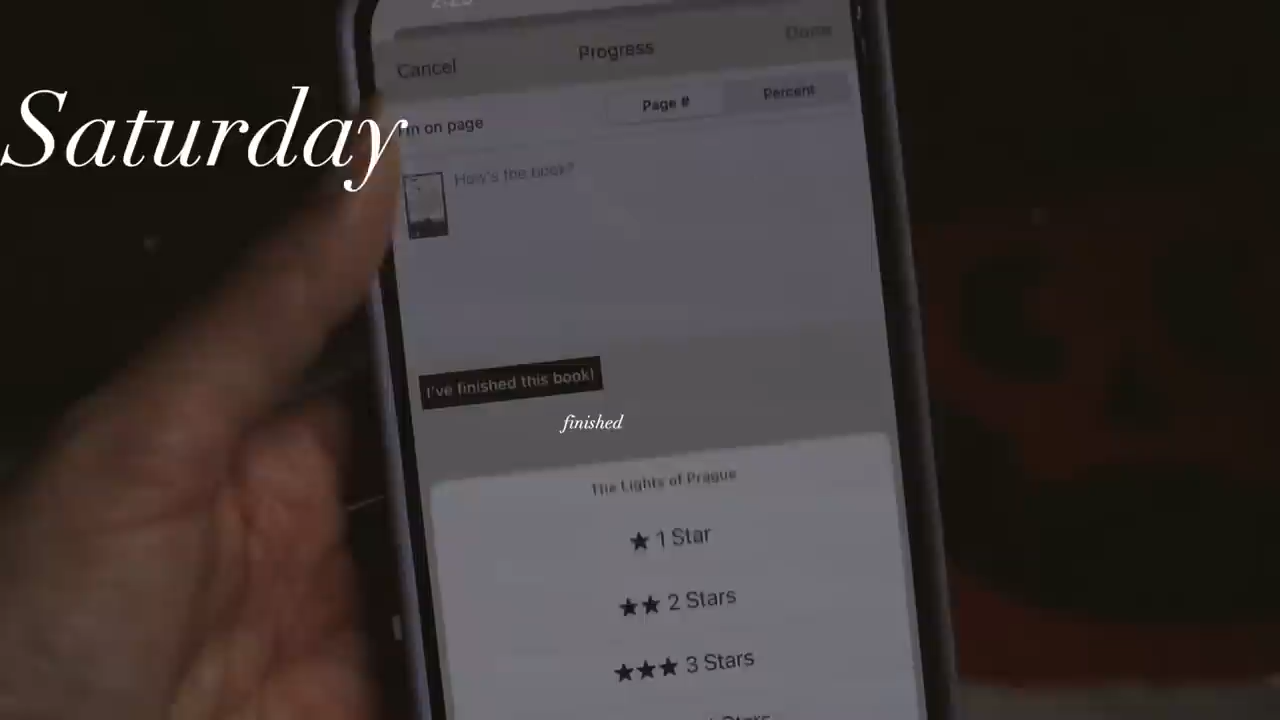 Cancel
Progress
Done
Saturday
I'm on page
Page #
Percent
How's the book?
I've finished this book!
finished
The Lights of Prague
★ 1 Star
★★ 2 Stars
★★★ 3 Stars
Stars